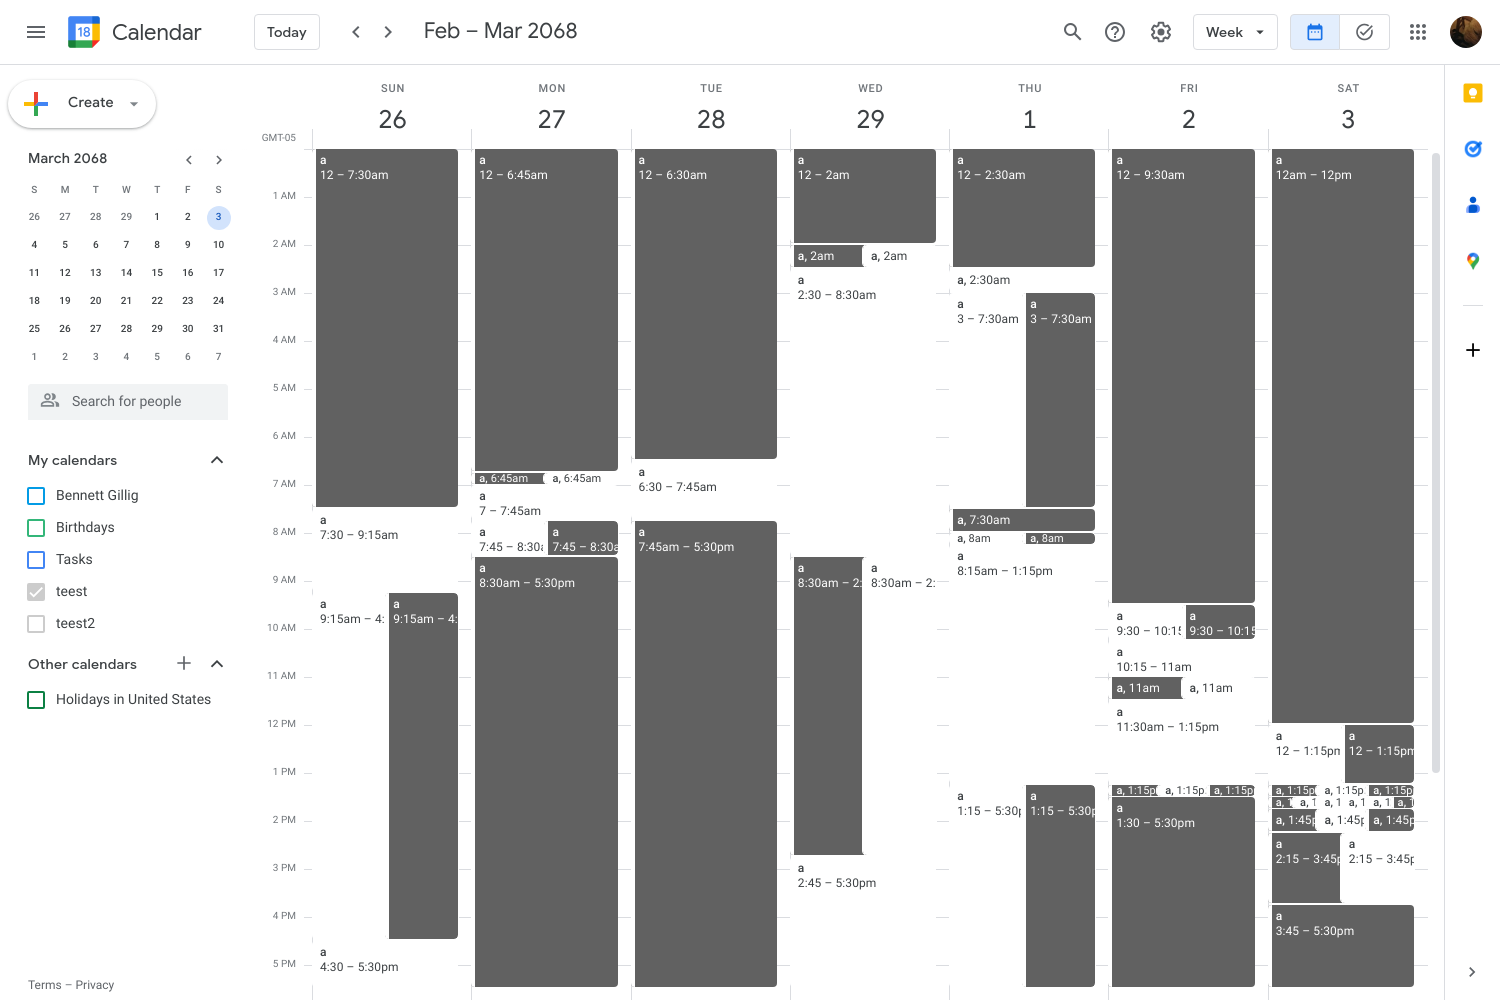 18 Calendar Today Feb – Mar 2068 Week
Create
March 2068
S M T W T F S
26 27 28 29 1 2 3
4 5 6 7 8 9 10
11 12 13 14 15 16 17
18 19 20 21 22 23 24
25 26 27 28 29 30 31
1 2 3 4 5 6 7
Search for people
My calendars
Bennett Gillig
Birthdays
Tasks
teest
teest2
Other calendars
Holidays in United States
Terms – Privacy
SUN MON TUE WED THU FRI SAT
26 27 28 29 1 2 3
GMT-05
1 AM
2 AM
3 AM
4 AM
5 AM
6 AM
7 AM
8 AM
9 AM
10 AM
11 AM
12 PM
1 PM
2 PM
3 PM
4 PM
5 PM
a
12 – 7:30am
a
7:30 – 9:15am
a
9:15am – 4:
a
9:15am – 4:
a
4:30 – 5:30pm
a
12 – 6:45am
a, 6:45am
a, 6:45am
a
7 – 7:45am
a
7:45 – 8:30a
a
7:45 – 8:30a
a
8:30am – 5:30pm
a
12 – 6:30am
a
6:30 – 7:45am
a
7:45am – 5:30pm
a
12 – 2am
a, 2am
a, 2am
a
2:30 – 8:30am
a
8:30am – 2:
a
8:30am – 2:
a
2:45 – 5:30pm
a
12 – 2:30am
a, 2:30am
a
3 – 7:30am
a
3 – 7:30am
a, 7:30am
a, 8am
a, 8am
a
8:15am – 1:15pm
a
1:15 – 5:30p
a
1:15 – 5:30p
a
12 – 9:30am
a
9:30 – 10:15
a
9:30 – 10:15
a
10:15 – 11am
a, 11am
a, 11am
a
11:30am – 1:15pm
a, 1:15p
a, 1:15p
a, 1:15p
a
1:30 – 5:30pm
a
12am – 12pm
a
12 – 1:15pm
a
12 – 1:15pm
a, 1:15p
a, 1:15p
a, 1:15p
a, 1
a, 1
a, 1
a, 1
a, 1
a, 1
a, 1:45p
a, 1:45p
a, 1:45p
a
2:15 – 3:45p
a
2:15 – 3:45p
a
3:45 – 5:30pm